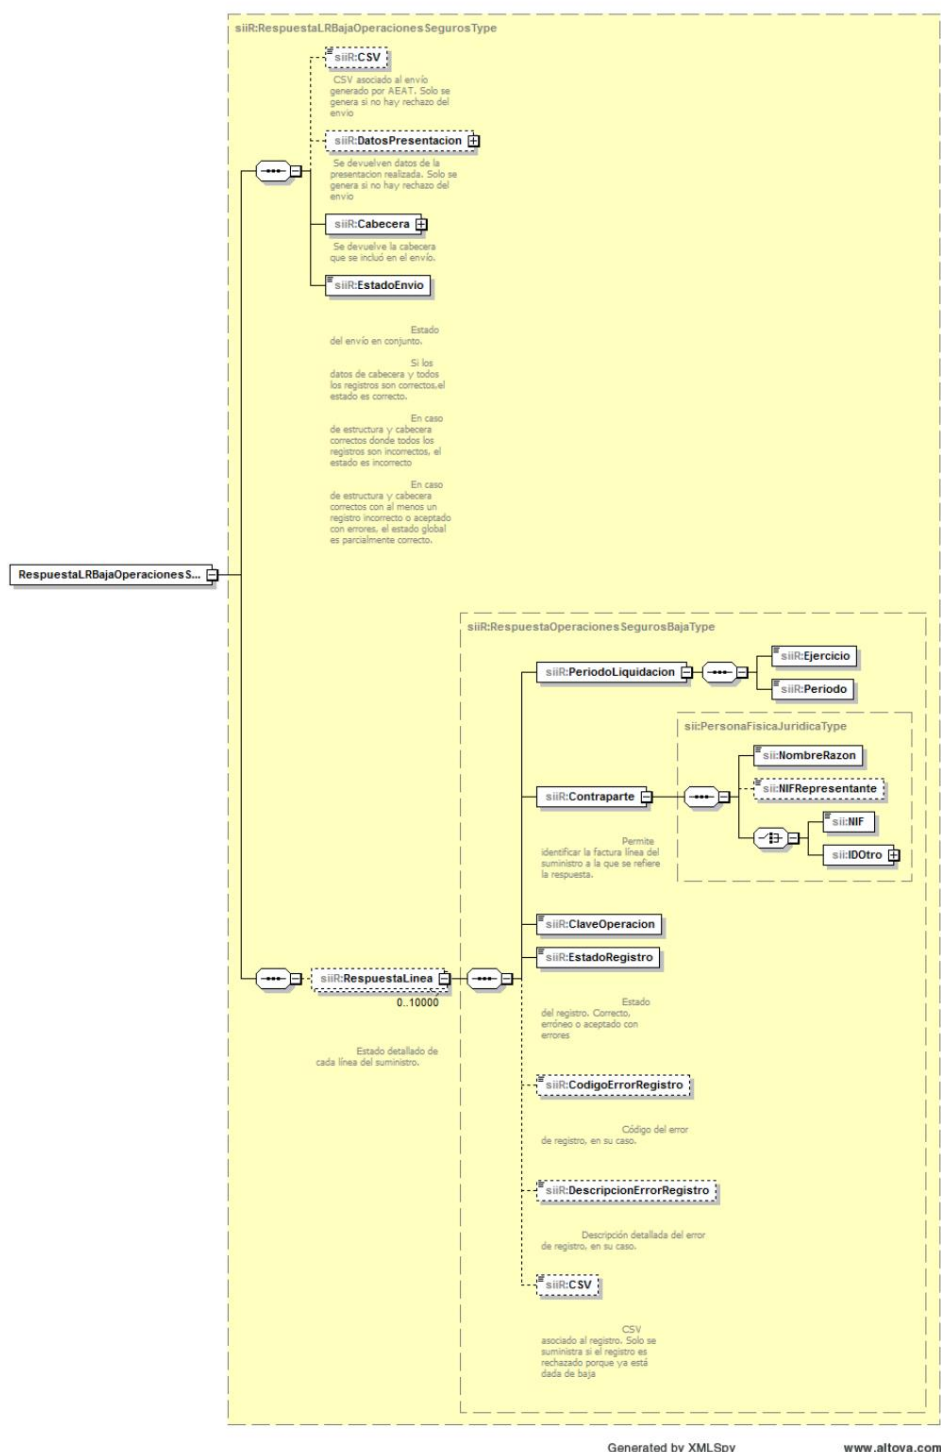 siiR:RespuestaLRBajaOperacionesSegurosType
siiR:CSV
CSV asociado al envío
generado por AEAT. Solo se
genera si no hay rechazo del
envio
siiR:DatosPresentacion
Se devuelven datos de la
presentacion realizada. Solo se
genera si no hay rechazo del
envio
siiR:Cabecera
Se devuelve la cabecera
que se incluó en el envío.
siiR:EstadoEnvio
Estado
del envío en conjunto.
Si los
datos de cabecera y todos
los registros son correctos,el
estado es correcto.
En caso
de estructura y cabecera
correctos donde todos los
registros son incorrectos, el
estado es incorrecto
En caso
de estructura y cabecera
correctos con al menos un
registro incorrecto o aceptado
con errores, el estado global
es parcialmente correcto.
RespuestaLRBajaOperacionesS...
siiR:RespuestaOperacionesSegurosBajaType
siiR:PeriodoLiquidacion
siiR:Ejercicio
siiR:Periodo
sii:PersonaFisicaJuridicaType
sii:NombreRazon
sii:NIFRepresentante
siiR:Contraparte
sii:NIF
sii:IDOtro
Permite
identificar la factura línea del
suministro a la que se refiere
la respuesta.
siiR:ClaveOperacion
siiR:EstadoRegistro
siiR:RespuestaLinea
0..10000
Estado detallado de
cada línea del suministro.
Estado
del registro. Correcto,
erróneo o aceptado con
errores
siiR:CodigoErrorRegistro
Código del error
de registro, en su caso.
siiR:DescripcionErrorRegistro
Descripción detallada del error
de registro, en su caso.
siiR:CSV
CSV
asociado al registro. Solo se
suministra si el registro es
rechazado porque ya está
dada de baja
Generated by XMLSpy
www.altova.com